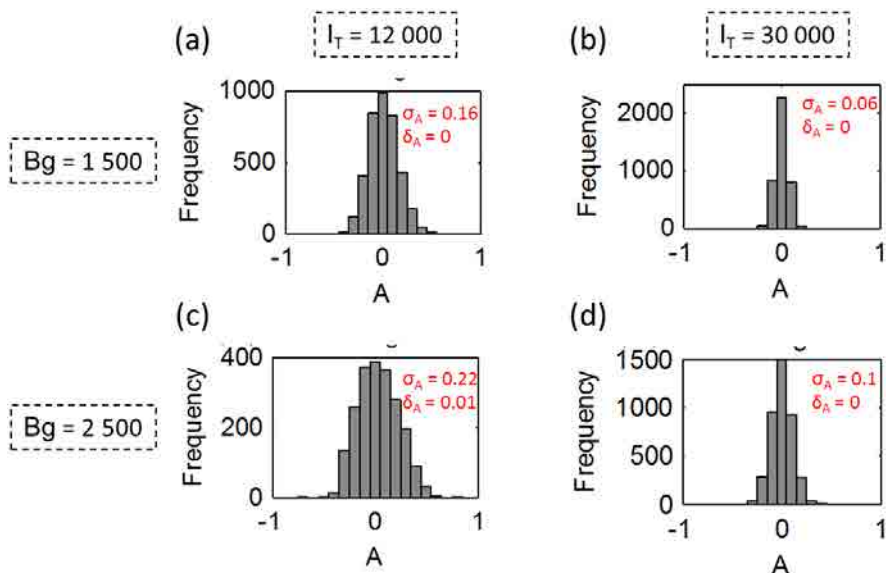 (a)
I_T = 12 000
(b)
I_T = 30 000
Bg = 1 500
Frequency
1000
500
0
-1
0
1
A
σ_A = 0.16
δ_A = 0
Frequency
2000
1000
0
-1
0
1
A
σ_A = 0.06
δ_A = 0
(c)
(d)
Bg = 2 500
Frequency
400
200
0
-1
0
1
A
σ_A = 0.22
δ_A = 0.01
Frequency
1500
1000
500
0
-1
0
1
A
σ_A = 0.1
δ_A = 0